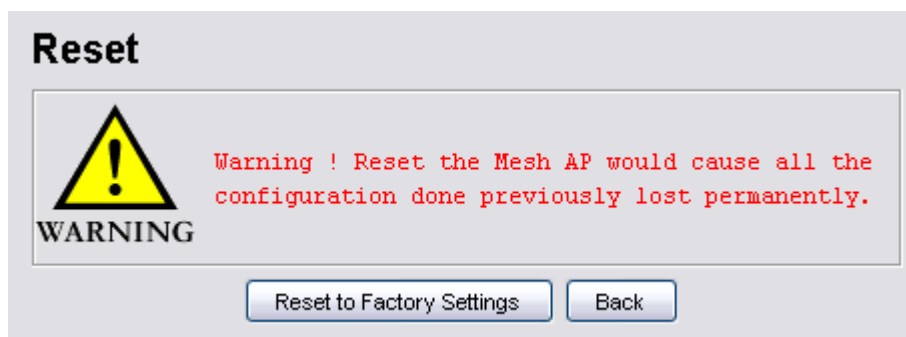 Reset
Warning ! Reset the Mesh AP would cause all the
configuration done previously lost permanently.
WARNING
Reset to Factory Settings
Back